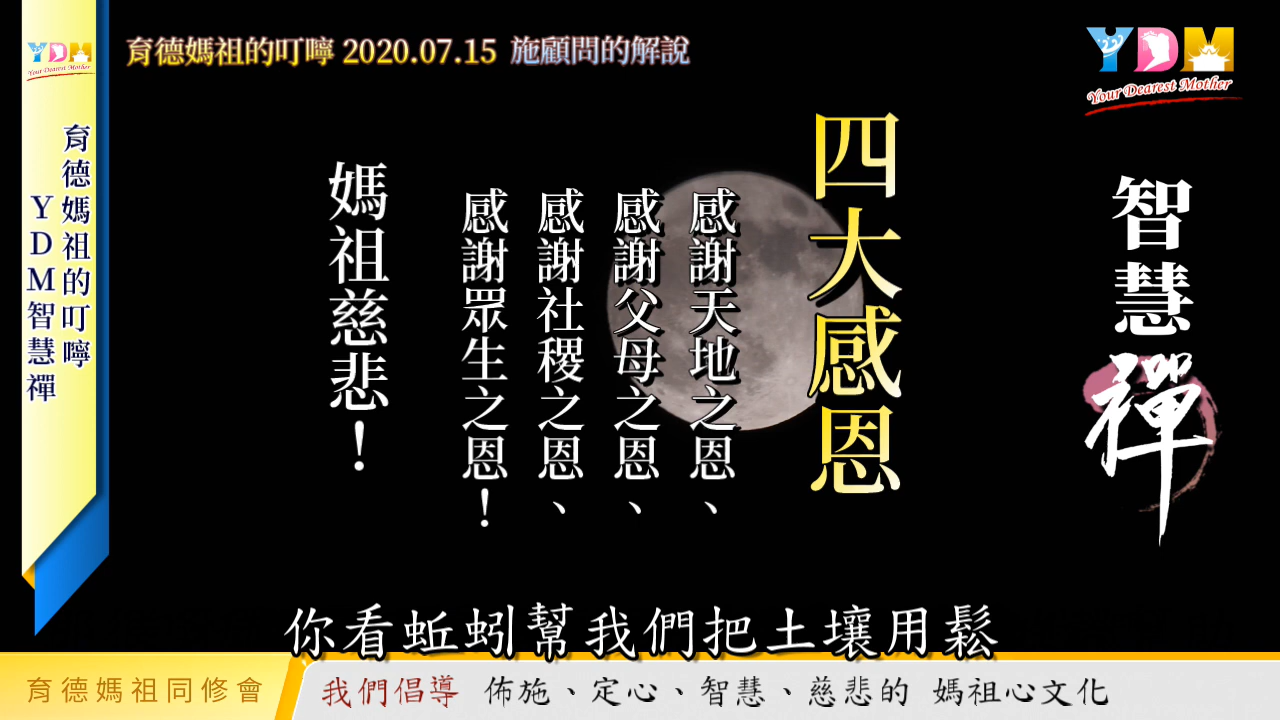 育德媽祖的叮嚀 2020.07.15 施顧問的解說
YDM
Your Dearest Mother
YDM
Your Dearest Mother
育德媽祖的叮嚀
YDM智慧禪
智慧禪
四大感恩
感謝天地之恩、
感謝父母之恩、
感謝社稷之恩、
感謝眾生之恩！
媽祖慈悲！
你看蚯蚓幫我們把土壤用鬆
育德媽祖同修會
我們倡導 佈施、定心、智慧、慈悲的 媽祖心文化